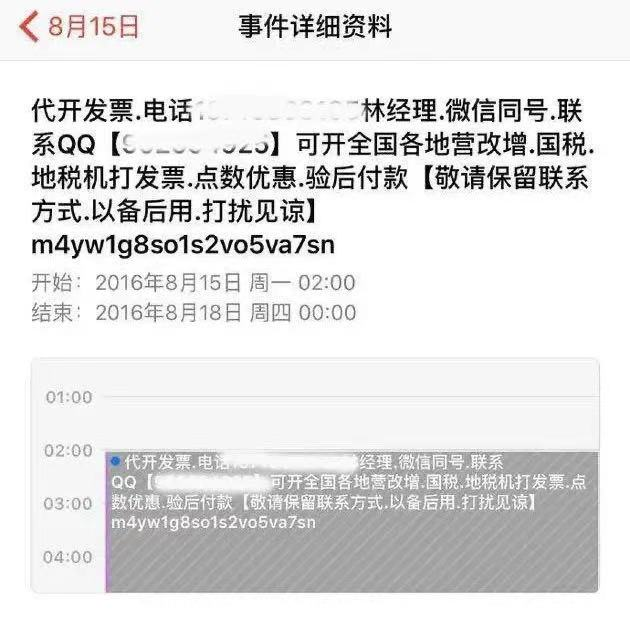 8月15日
事件详细资料
代开发票.电话林经理.微信同号.联
系QQ【】可开全国各地营改增.国税.
地税机打发票.点数优惠.验后付款【敬请保留联系
方式.以备后用.打扰见谅】
m4yw1g8so1s2vo5va7sn
开始：2016年8月15日 周一 02:00
结束：2016年8月18日 周四 00:00
01:00
02:00
代开发票.电话经理.微信同号.联系
QQ【】可开全国各地营改增.国税.地税机打发票.点
03:00
数优惠.验后付款【敬请保留联系方式.以备后用.打扰见谅】
m4yw1g8so1s2vo5va7sn
04:00